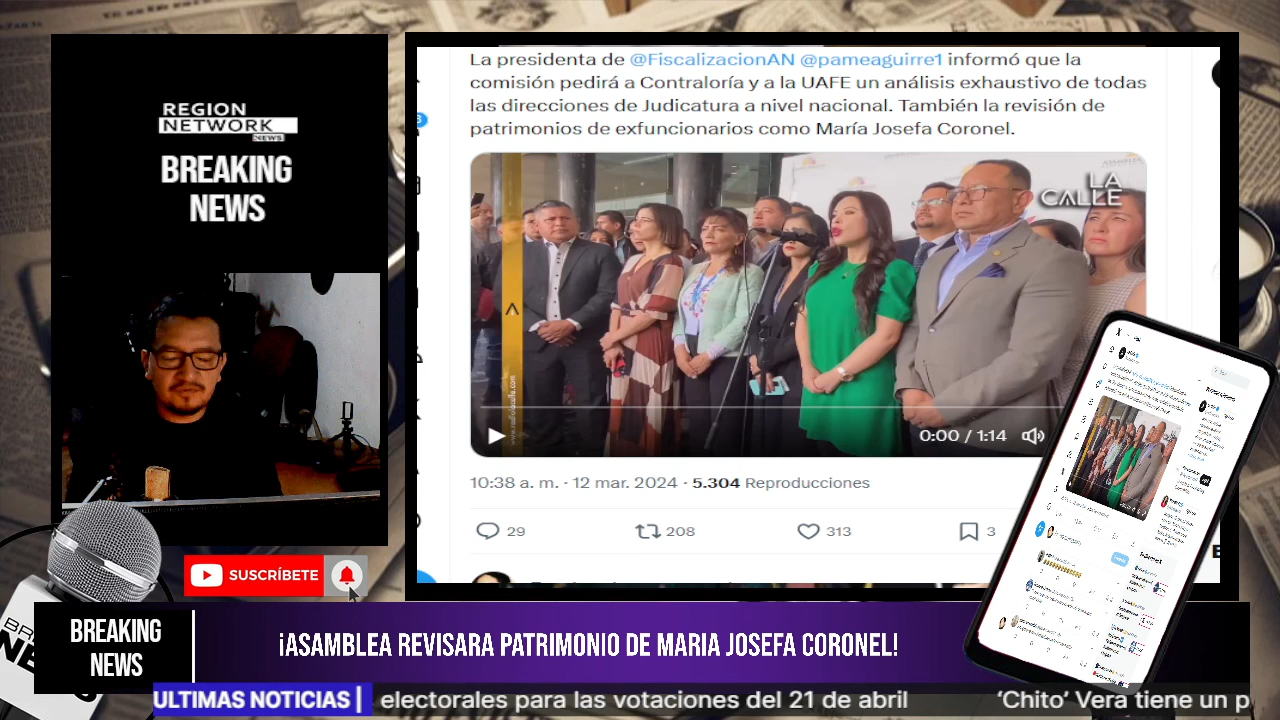 REGION
NETWORK
NEWS
BREAKING
NEWS
La presidenta de @FiscalizacionAN @pameaguirre1 informó que la
comisión pedirá a Contraloría y a la UAFE un análisis exhaustivo de todas
las direcciones de Judicatura a nivel nacional. También la revisión de
patrimonios de exfuncionarios como María Josefa Coronel.
LA
CALLE
0:00 / 1:14
10:38 a. m. · 12 mar. 2024 · 5.304 Reproducciones
29 208 313 3
SUSCRÍBETE
BREAKING
NEWS
¡ASAMBLEA REVISARA PATRIMONIO DE MARIA JOSEFA CORONEL!
ULTIMAS NOTICIAS | electorales para las votaciones del 21 de abril 'Chito' Vera tiene un p